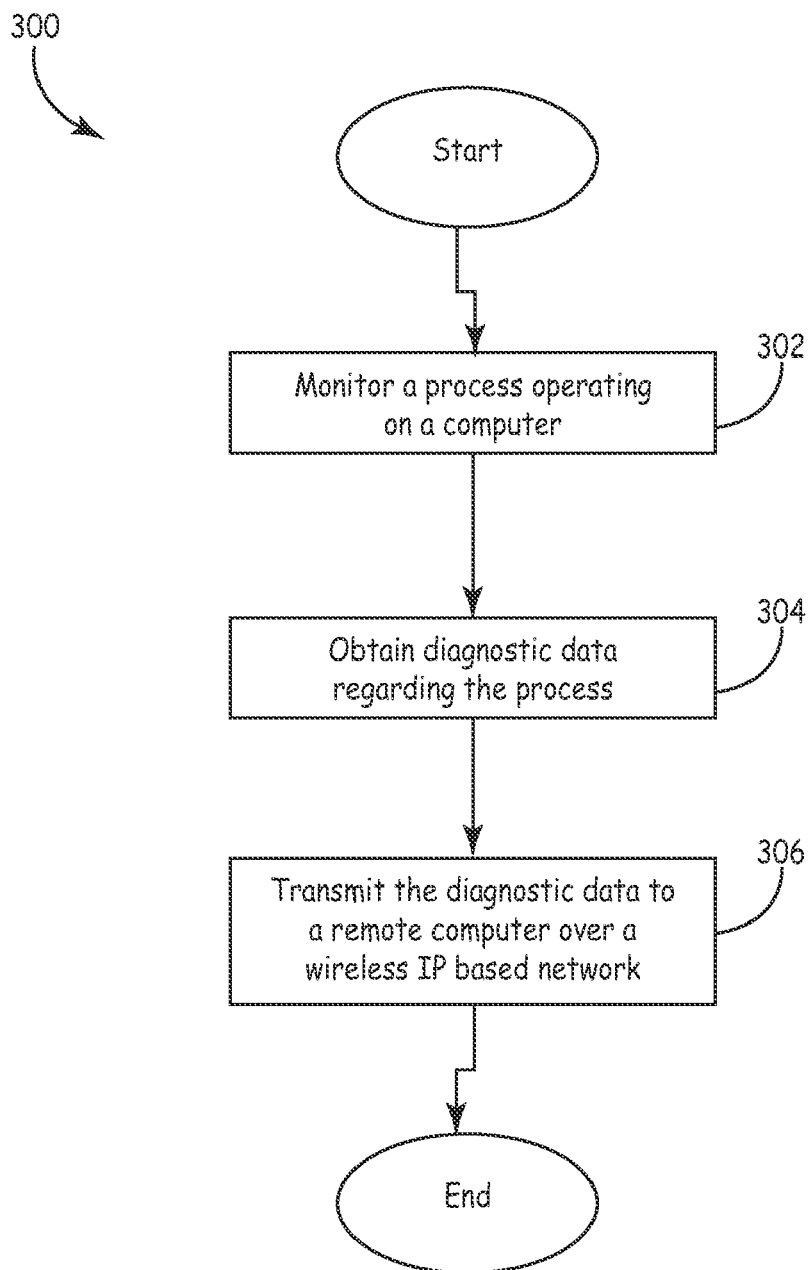 300
Start
302
Monitor a process operating
on a computer
304
Obtain diagnostic data
regarding the process
306
Transmit the diagnostic data to
a remote computer over a
wireless IP based network
End